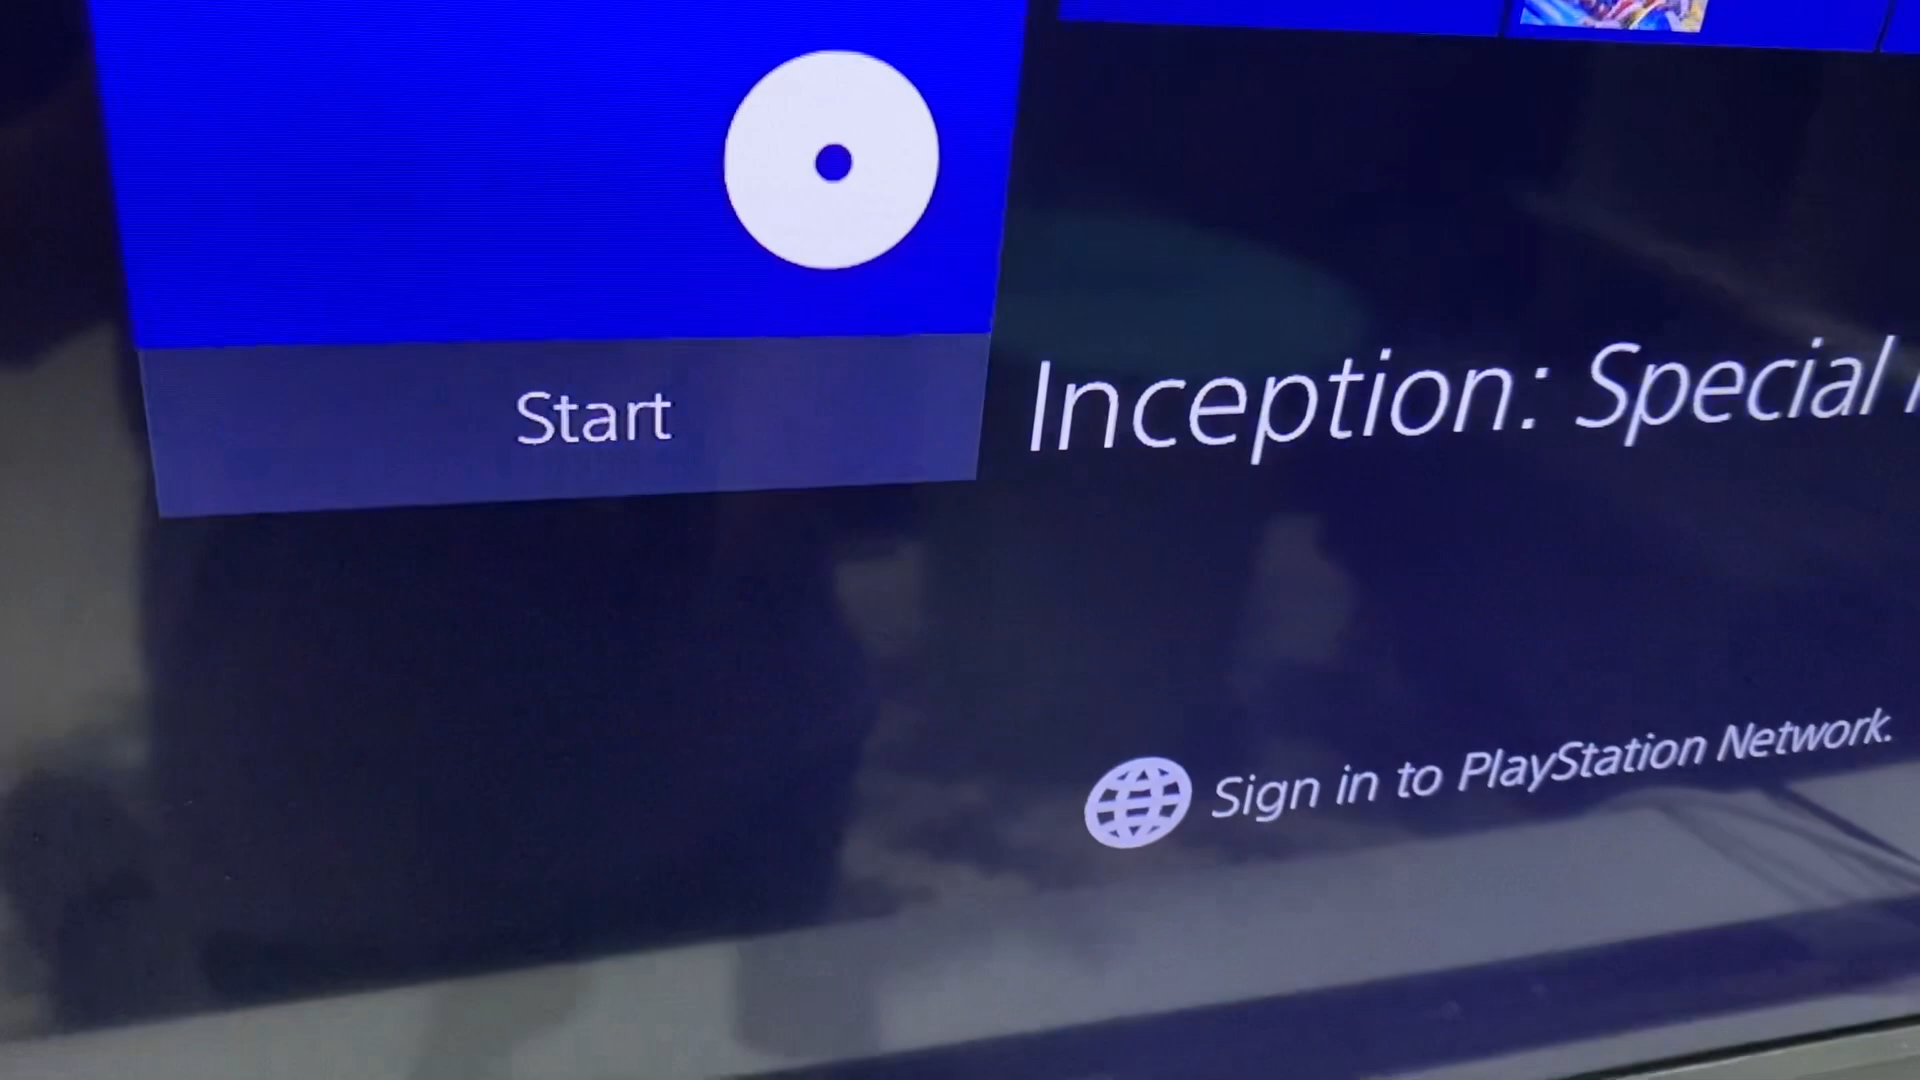 Start
Inception: Special
Sign in to PlayStation Network.